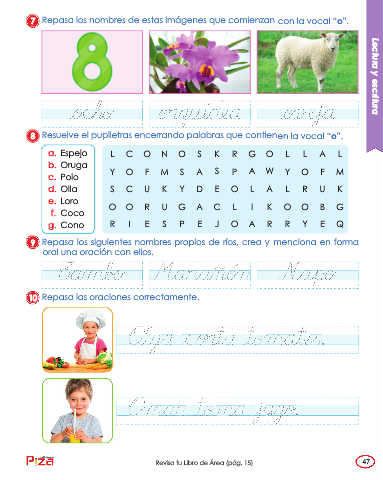 7 Repasa los nombres de estas imágenes que comienzan con la vocal "o".
ocho orquídea oveja
8 Resuelve el pupiletras encerrando palabras que contienen la vocal "o".
a. Espejo
b. Oruga
c. Polo
d. Olla
e. Loro
f. Coco
g. Cono
L C O N O S K R G O L L A L
Y O F M S A S P A W Y O F M
S C U K Y D E O L A L R U K
O O R U G A C L I K O O B G
R I E S P E J O A R R Y E Q
9 Repasa los siguientes nombres propios de ríos, crea y menciona en forma
oral una oración con ellos.
Tambo Marañón Napo
10 Repasa las oraciones correctamente.
Olga corta tomates.
toma jugo.
Lectura y escritura
Pizza
Revisa tu Libro de Área (pág. 15)
47